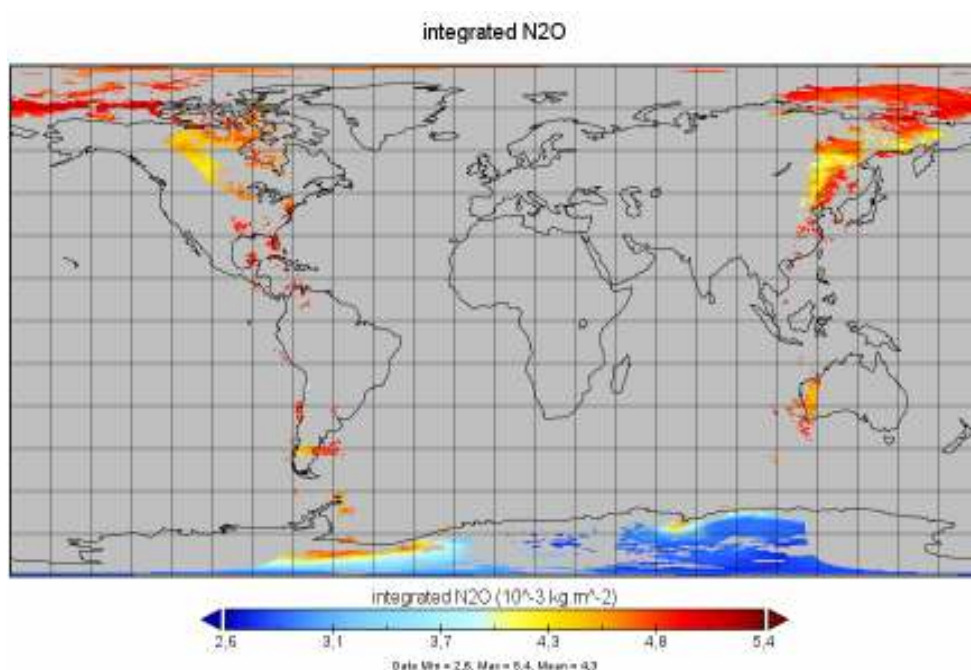 integrated N2O
integrated N2O (10^-3 kg m^-2)
2,6 3,1 3,7 4,3 4,8 5,4
Data Min = 2,6, Max = 5,4, Mean = 4,3